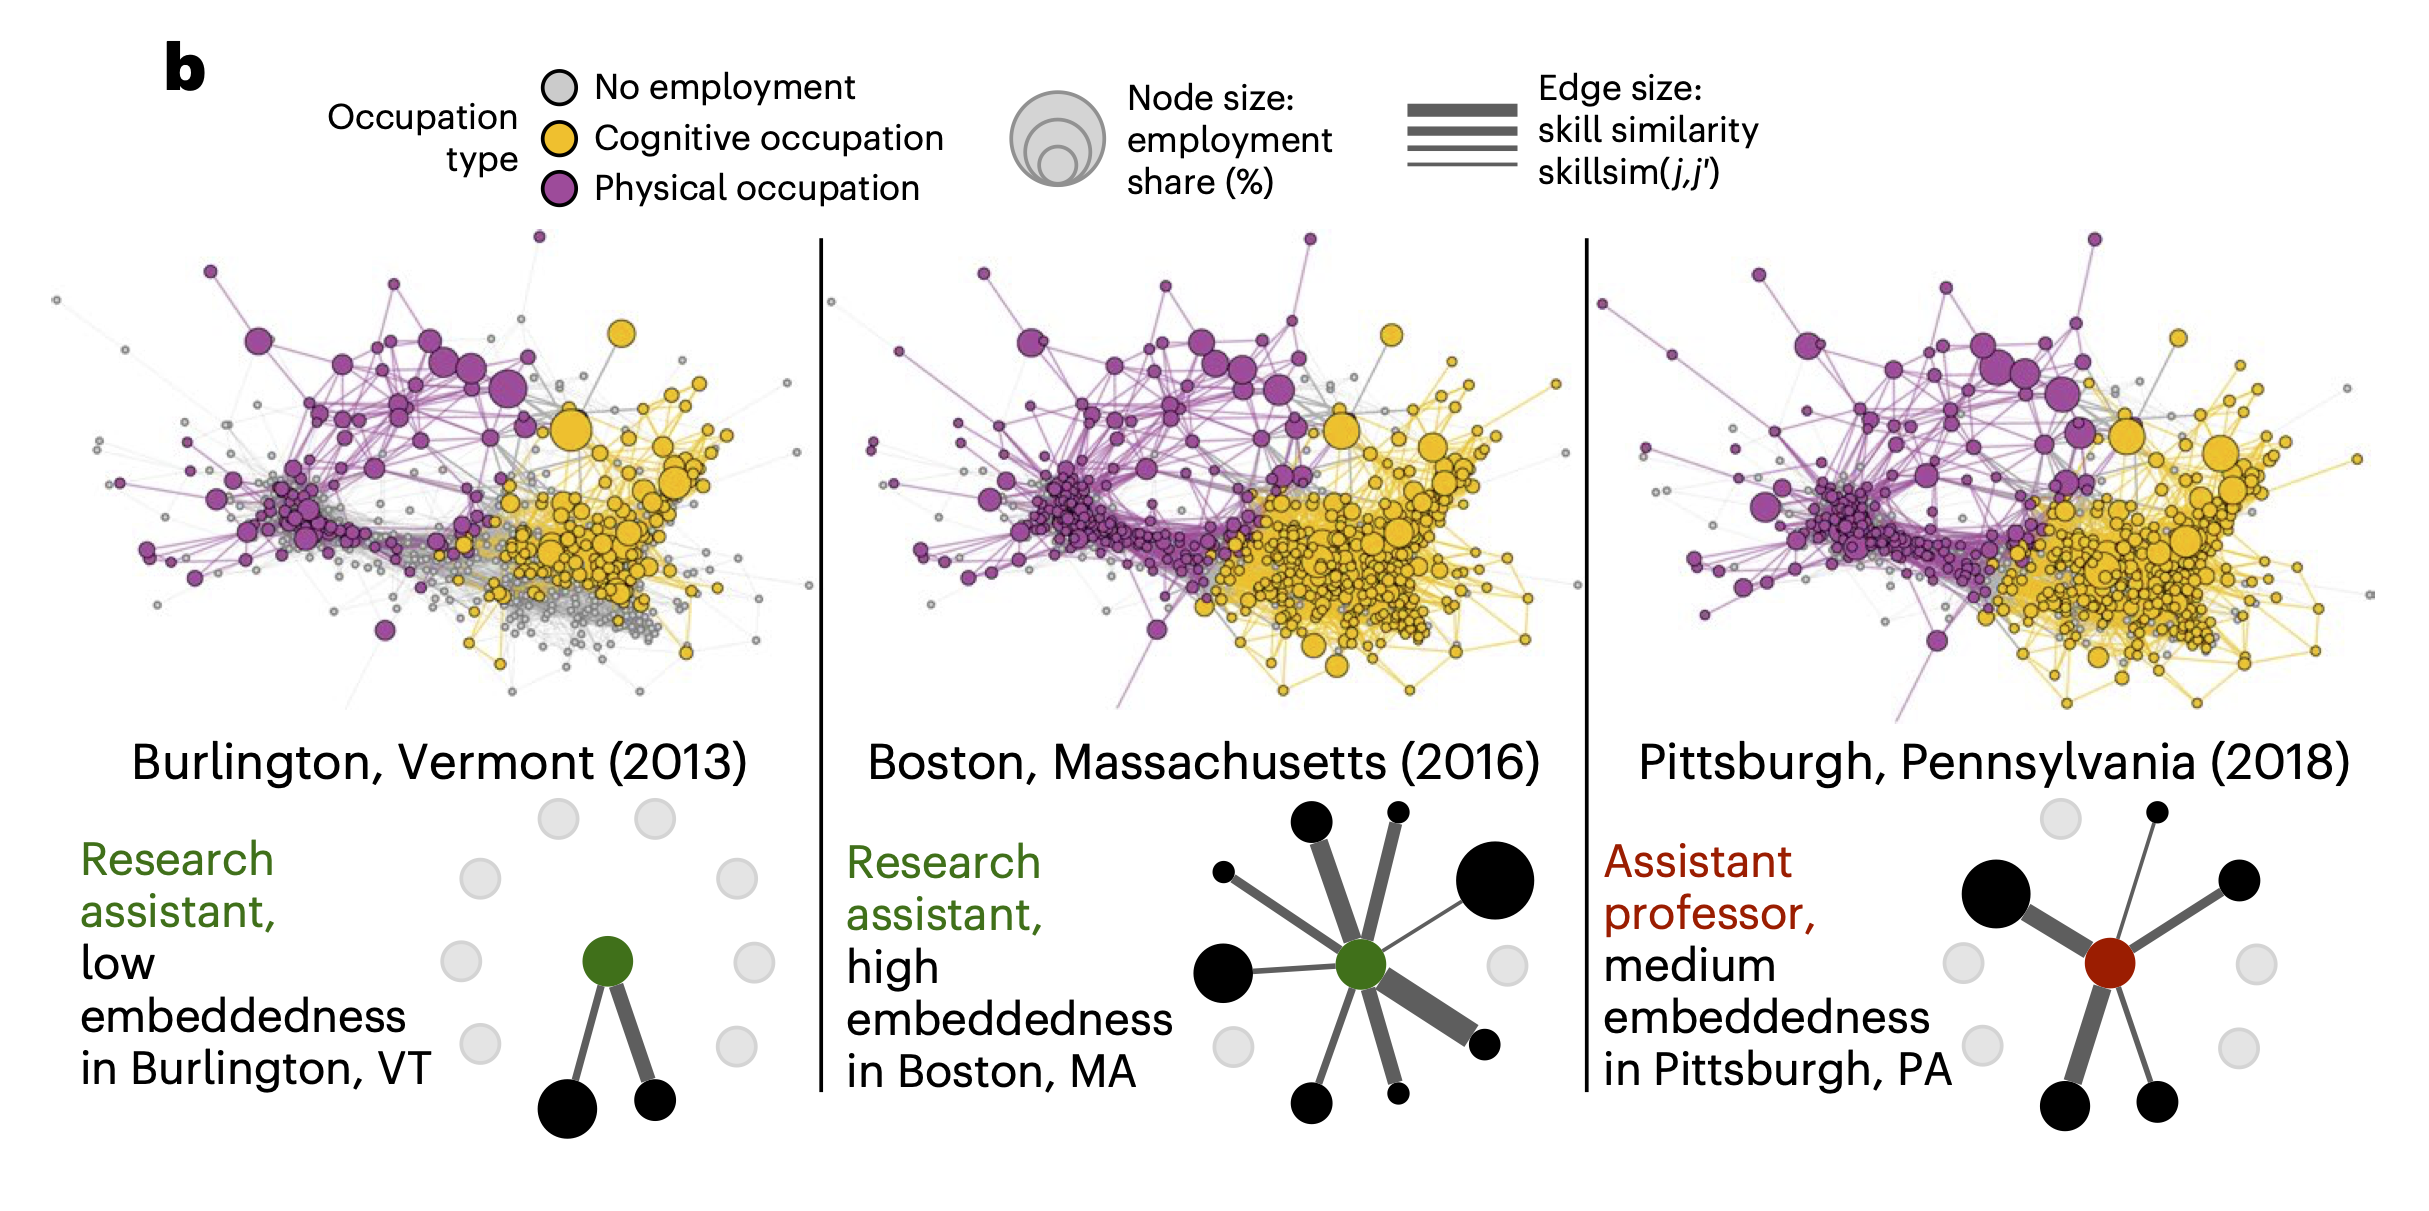 b
Occupation
type
No employment
Cognitive occupation
Physical occupation
Node size:
employment
share (%)
Edge size:
skill similarity
skillsim(j,j')
Burlington, Vermont (2013)
Research
assistant,
low
embeddedness
in Burlington, VT
Boston, Massachusetts (2016)
Research
assistant,
high
embeddedness
in Boston, MA
Pittsburgh, Pennsylvania (2018)
Assistant
professor,
medium
embeddedness
in Pittsburgh, PA